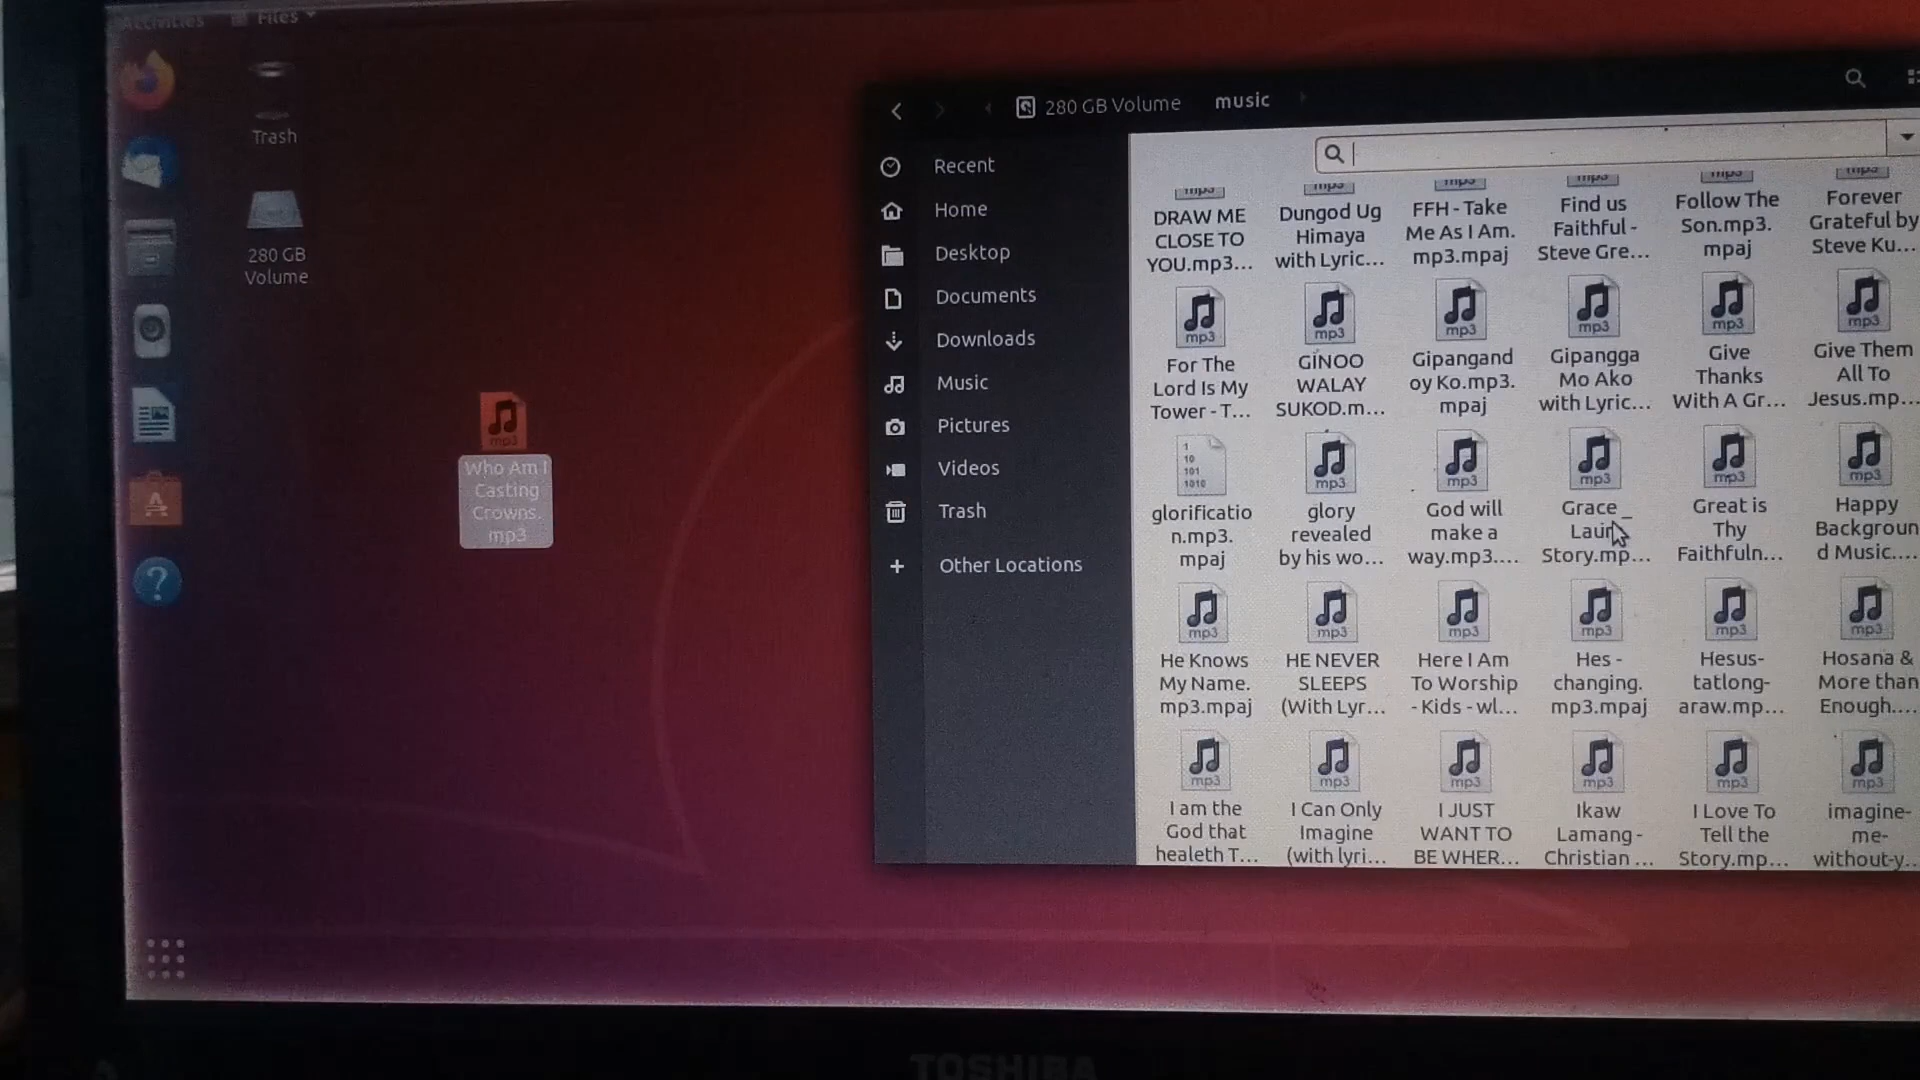 Activities
Files
Trash
280 GB
Volume
Who Am I
Casting
Crowns.
mp3
280 GB Volume
music
Recent
Home
Desktop
Documents
Downloads
Music
Pictures
Videos
Trash
Other Locations
DRAW ME
CLOSE TO
YOU.mp3...
Dungod Ug
Himaya
with Lyric...
FFH - Take
Me As I Am.
mp3.mpaj
Find us
Faithful -
Steve Gre...
Follow The
Son.mp3.
mpaj
Forever
Grateful by
Steve Ku...
For The
Lord Is My
Tower - T...
GINOO
WALAY
SUKOD.m...
Gipangand
oy Ko.mp3.
mpaj
Gipangga
Mo Ako
with Lyric...
Give
Thanks
With A Gr...
Give Them
All To
Jesus.mp...
glorificatio
n.mp3.
mpaj
glory
revealed
by his wo...
God will
make a
way.mp3....
Grace _
Laur
Story.mp...
Great is
Thy
Faithfuln...
Happy
Backgroun
d Music....
He Knows
My Name.
mp3.mpaj
HE NEVER
SLEEPS
(With Lyr...
Here I Am
To Worship
- Kids - wl...
Hes -
changing.
mp3.mpaj
Hesus-
tatlong-
araw.mp...
Hosana &
More than
Enough....
I am the
God that
healeth T...
I Can Only
Imagine
(with lyri...
I JUST
WANT TO
BE WHER...
Ikaw
Lamang -
Christian ...
I Love To
Tell the
Story.mp...
imagine-
me-
without-y...
TOSHIBA